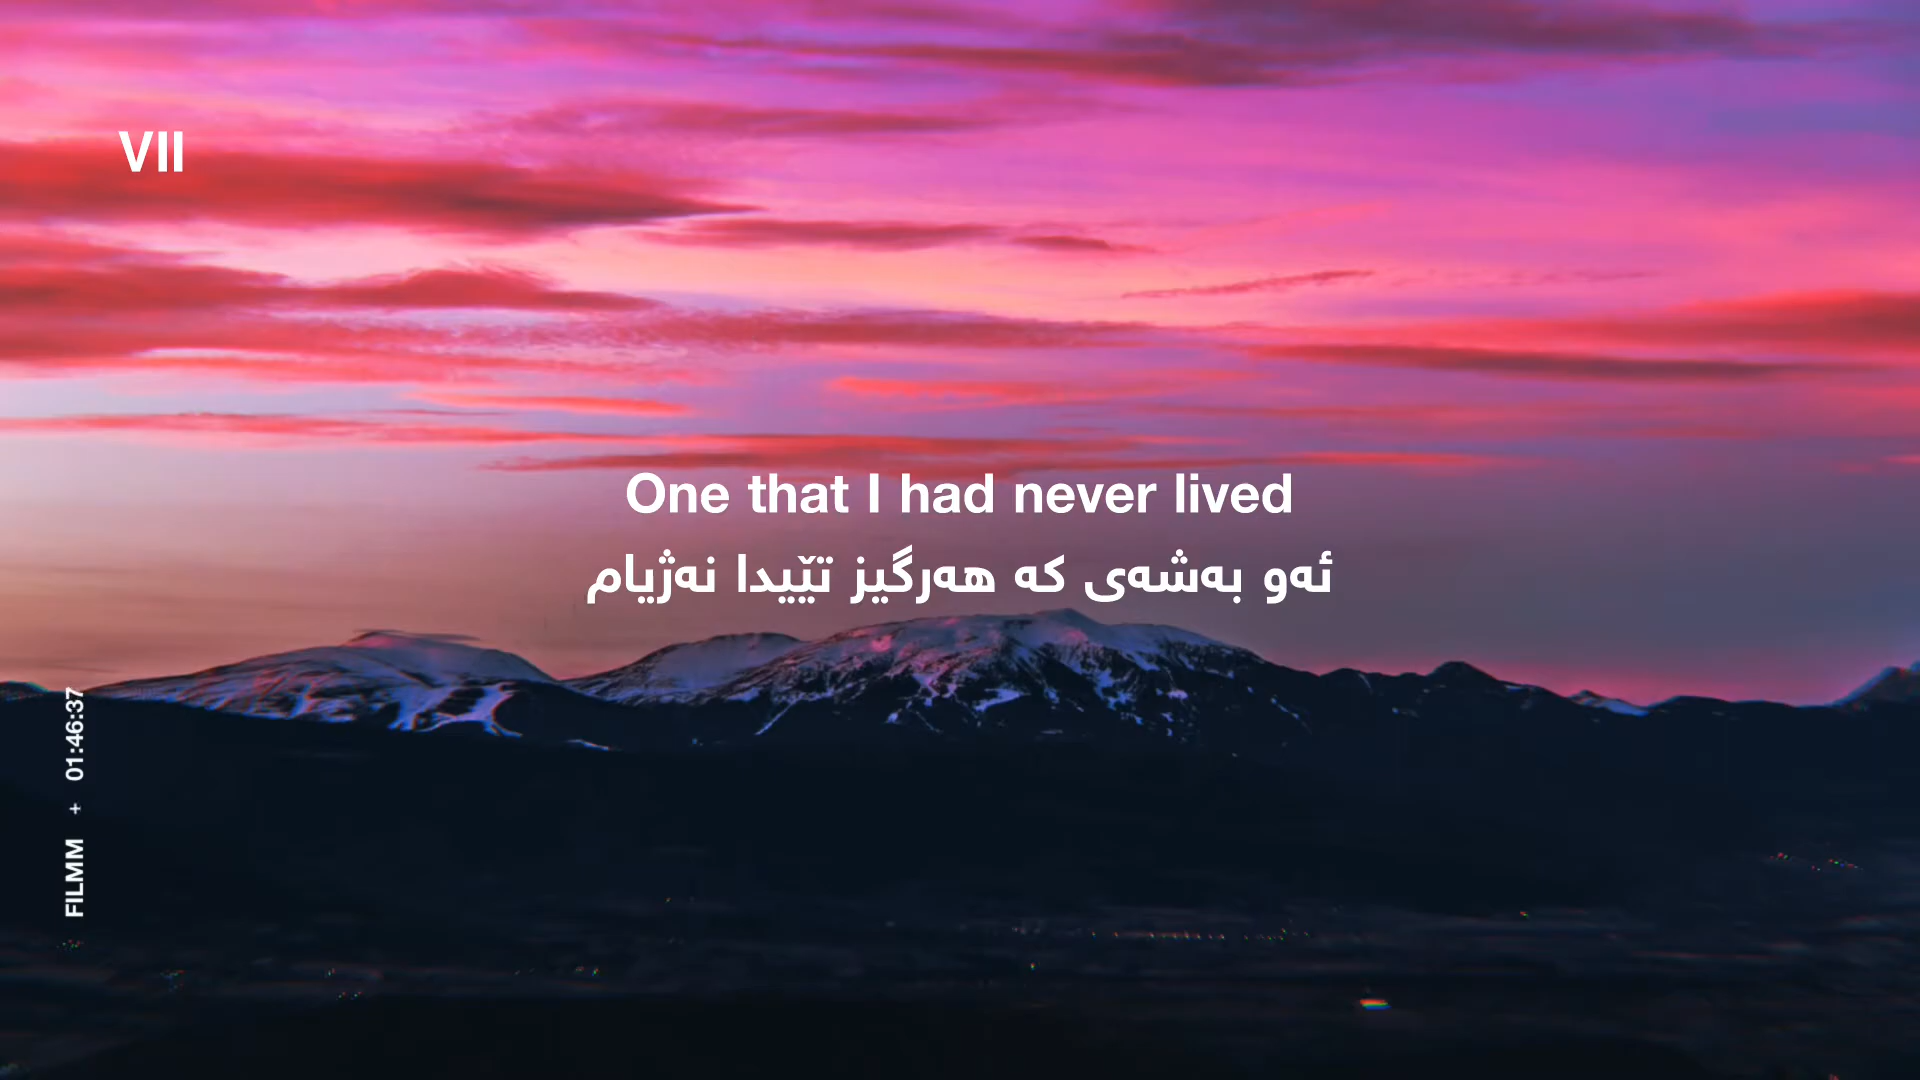 VII
One that I had never lived
ئەو بەشەی کە هەرگیز تێیدا نەژیام
FILMM + 01:46:37